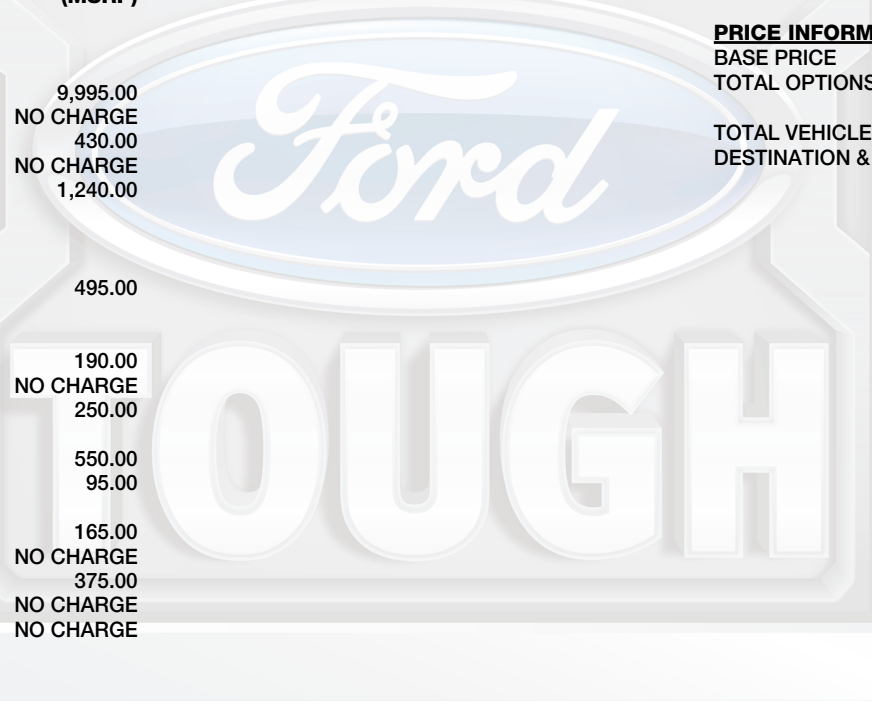 (MSRP)
9,995.00
NO CHARGE
430.00
NO CHARGE
1,240.00
495.00
190.00
NO CHARGE
250.00
550.00
95.00
165.00
NO CHARGE
375.00
NO CHARGE
NO CHARGE
PRICE INFORM
BASE PRICE
TOTAL OPTIONS
TOTAL VEHICLE
DESTINATION &
Ford
TOUGH